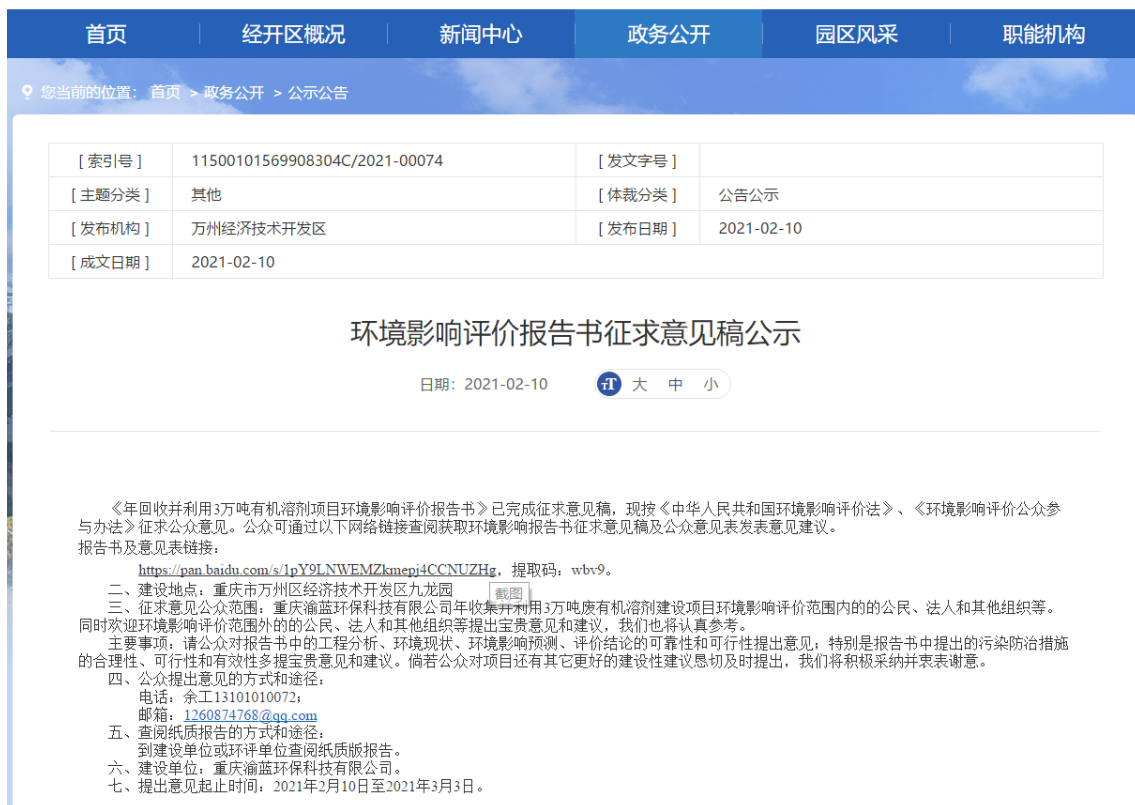 首页 经开区概况 新闻中心 政务公开 园区风采 职能机构
您当前的位置： 首页 > 政务公开 > 公示公告
[ 索引号 ] 11500101569908304C/2021-00074 [ 发文字号 ]
[ 主题分类 ] 其他 [ 体裁分类 ] 公告公示
[ 发布机构 ] 万州经济技术开发区 [ 发布日期 ] 2021-02-10
[ 成文日期 ] 2021-02-10
环境影响评价报告书征求意见稿公示
日期：2021-02-10 TT 大 中 小
《年回收并利用3万吨有机溶剂项目环境影响评价报告书》已完成征求意见稿，现按《中华人民共和国环境影响评价法》、《环境影响评价公众参
与办法》征求公众意见。公众可通过以下网络链接查阅获取环境影响报告书征求意见稿及公众意见表发表意见建议。
报告书及意见表链接：
https://pan.baidu.com/s/1pY9LNWEMZkmepj4CCNUZHg，提取码：wbv9。
二、建设地点：重庆市万州区经济技术开发区九龙园
截图
三、征求意见公众范围：重庆渝蓝环保科技有限公司年收集并利用3万吨废有机溶剂建设项目环境影响评价范围内的的公民、法人和其他组织等。
同时欢迎环境影响评价范围外的的公民、法人和其他组织等提出宝贵意见和建议，我们也将认真参考。
主要事项：请公众对报告书中的工程分析、环境现状、环境影响预测、评价结论的可靠性和可行性提出意见；特别是报告书中提出的污染防治措施
的合理性、可行性和有效性多提宝贵意见和建议。倘若公众对项目还有其它更好的建设性建议恳切及时提出，我们将积极采纳并衷表谢意。
四、公众提出意见的方式和途径：
电话：余工13101010072；
邮箱：1260874768@qq.com
五、查阅纸质报告的方式和途径：
到建设单位或环评单位查阅纸质版报告。
六、建设单位：重庆渝蓝环保科技有限公司。
七、提出意见起止时间：2021年2月10日至2021年3月3日。